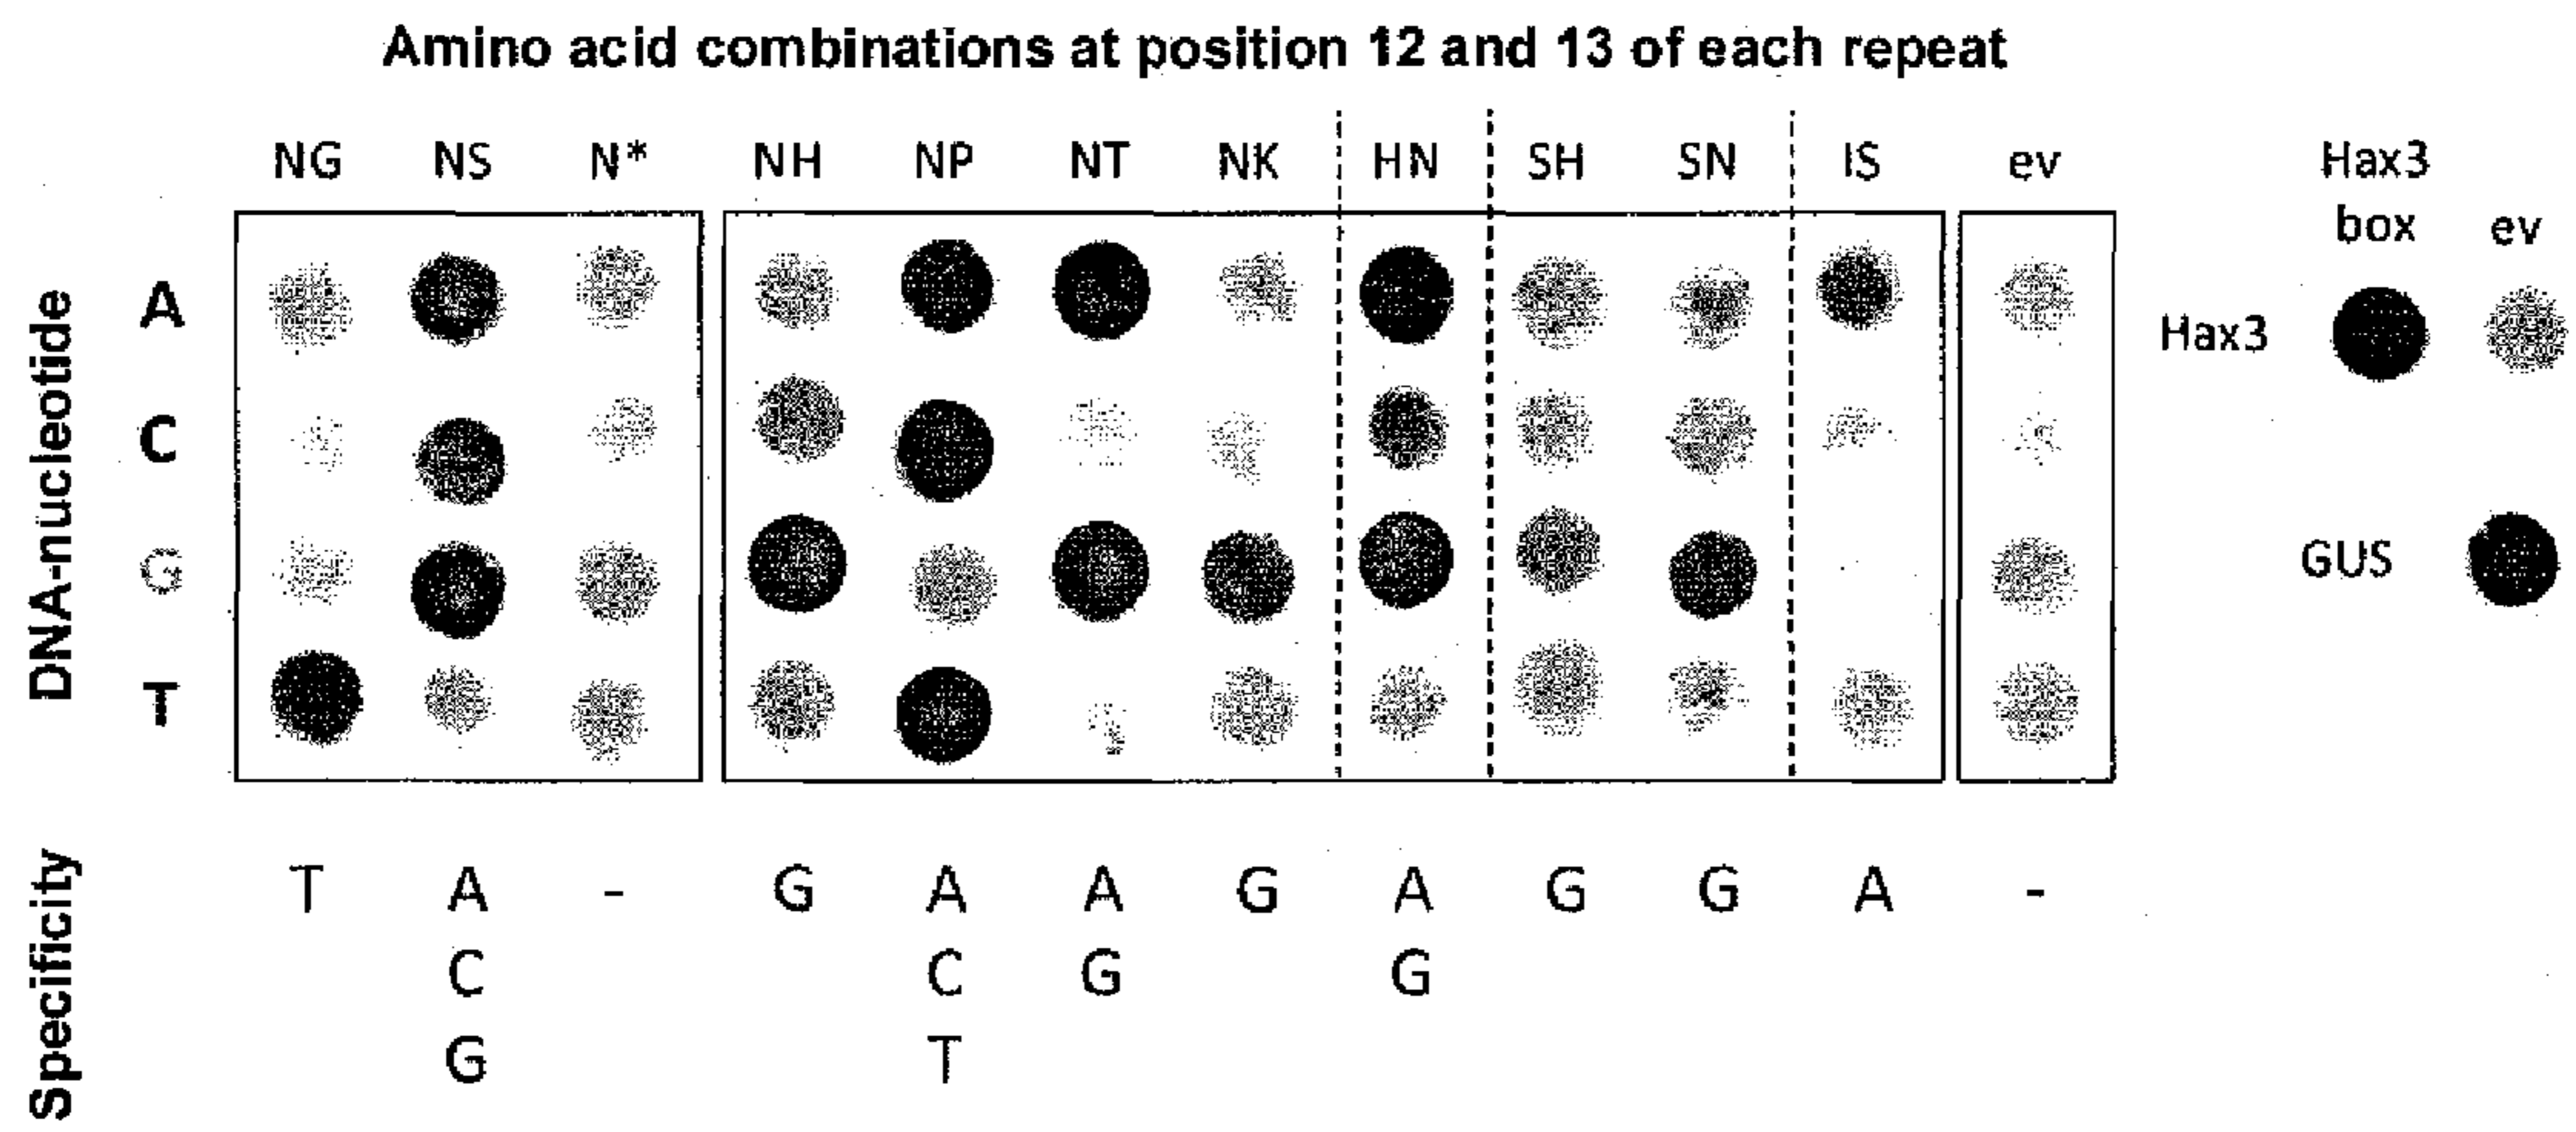 Amino acid combinations at position 12 and 13 of each repeat
NG NS N* NH NP NT NK HN SH SN IS ev
Hax3 box ev
DNA-nucleotide
A
C
G
T
Hax3
GUS
Specificity
T A - G A A G A G G A -
C C G G
G T